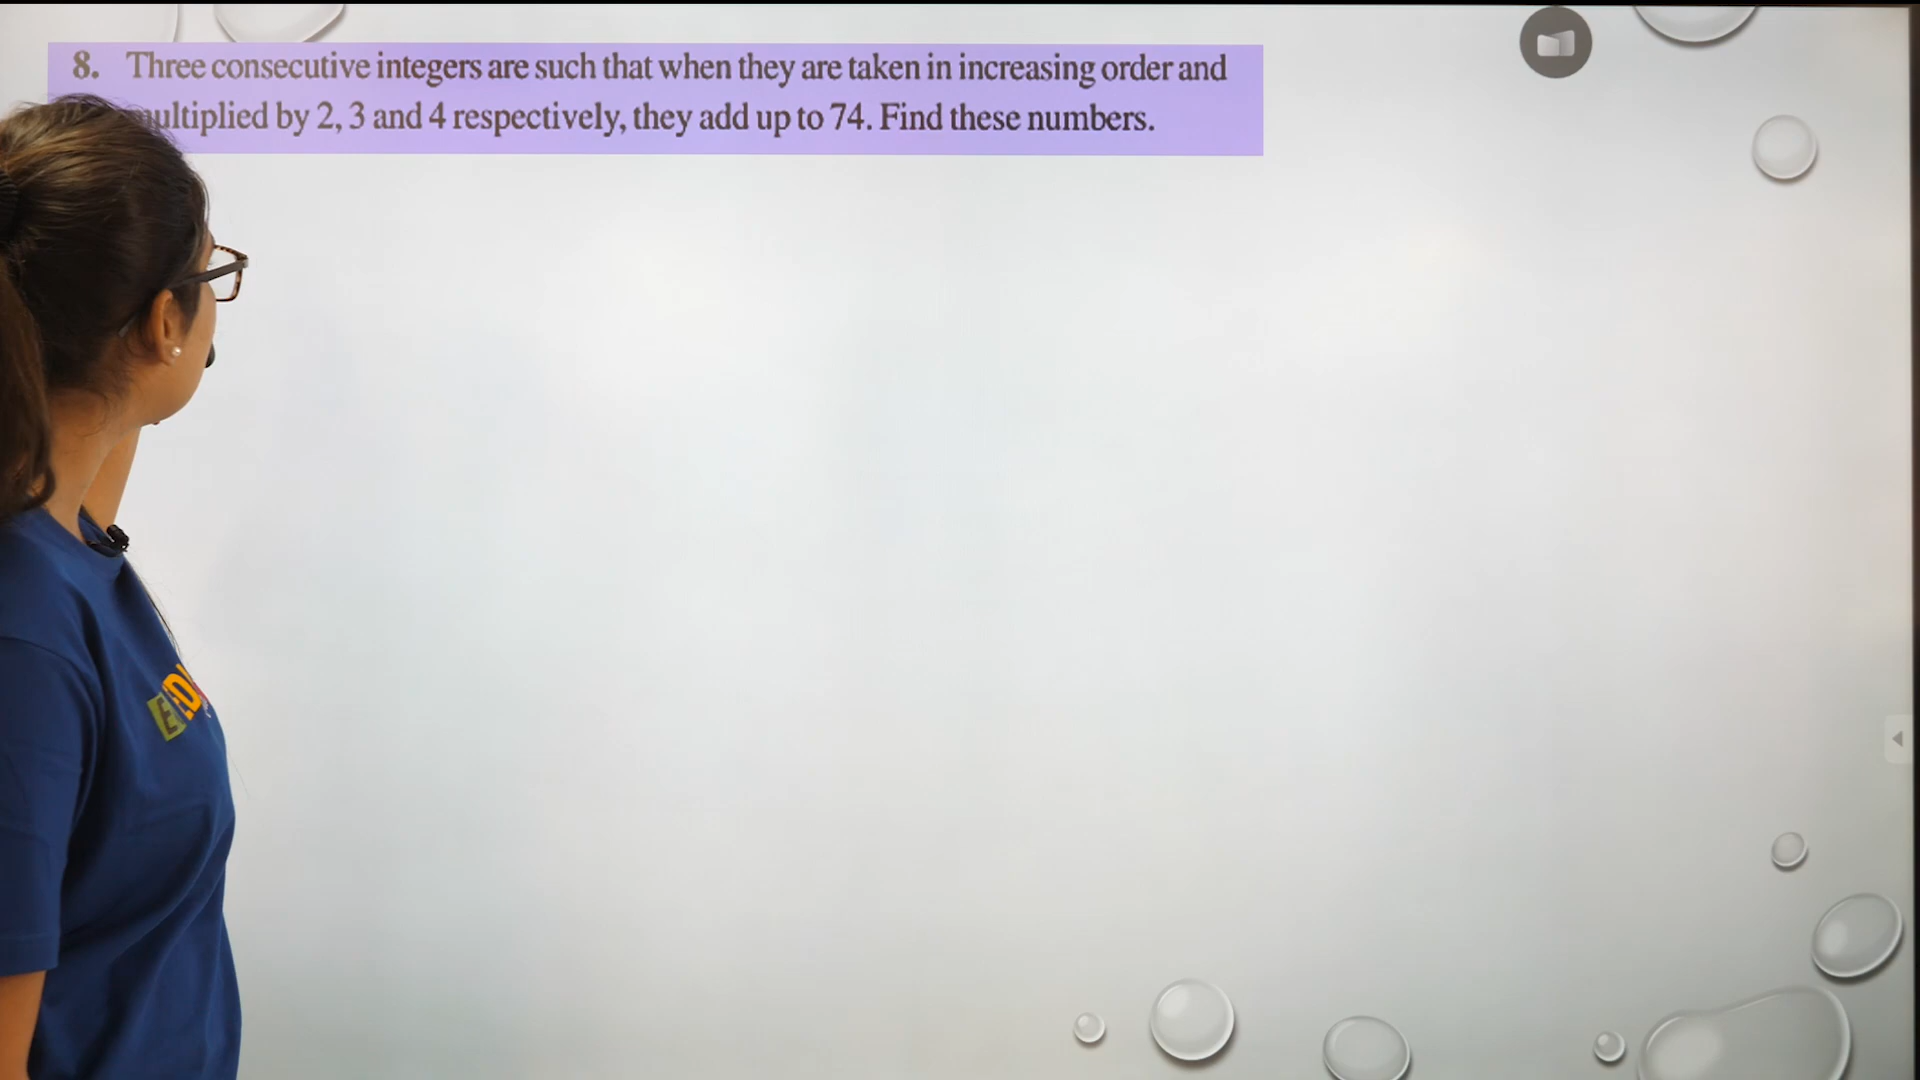 8. Three consecutive integers are such that when they are taken in increasing order and
multiplied by 2, 3 and 4 respectively, they add up to 74. Find these numbers.